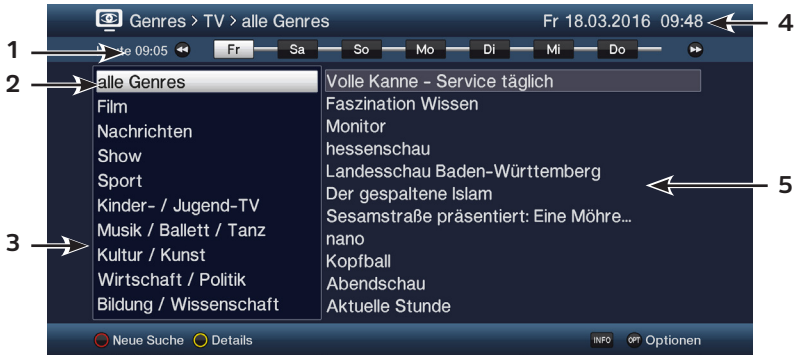 Genres > TV > alle Genres Fr 18.03.2016 09:48 4
1 09:05 Fr Sa So Mo Di Mi Do
2 alle Genres
Film
Nachrichten
Show
Sport
Kinder- / Jugend-TV
Musik / Ballett / Tanz
3 Kultur / Kunst
Wirtschaft / Politik
Bildung / Wissenschaft
Volle Kanne - Service täglich
Faszination Wissen
Monitor
hessenschau
Landesschau Baden-Württemberg
Der gespaltene Islam
Sesamstraße präsentiert: Eine Möhre...
nano
Kopfball
Abendschau
Aktuelle Stunde
5
Neue Suche Details INFO OPT Optionen